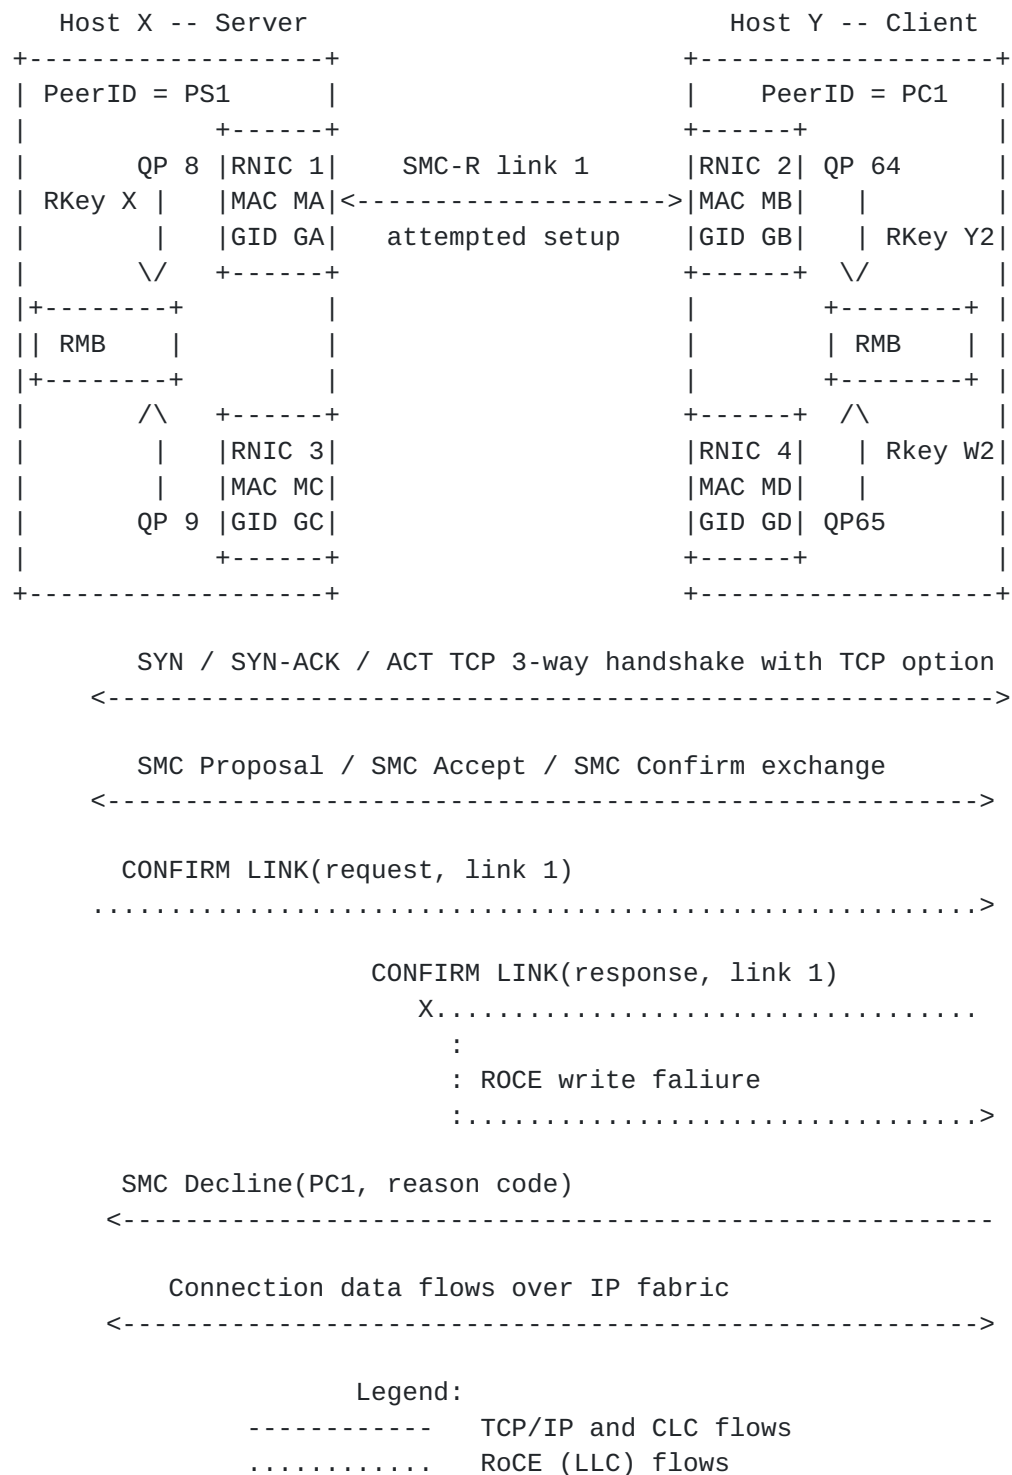 Host X -- Server                           Host Y -- Client
+-------------------+                      +-------------------+
| PeerID = PS1      |                      |    PeerID = PC1   |
|            +------+                      +------+            |
|       QP 8 |RNIC 1|    SMC-R link 1      |RNIC 2| QP 64      |
| RKey X |   |MAC MA|<-------------------->|MAC MB|   |        |
|        |   |GID GA|   attempted setup    |GID GB|   | RKey Y2|
|       \/   +------+                      +------+  \/        |
|+--------+         |                      |        +--------+ |
|| RMB    |         |                      |        | RMB    | |
|+--------+         |                      |        +--------+ |
|       /\   +------+                      +------+  /\        |
|        |   |RNIC 3|                      |RNIC 4|   | Rkey W2|
|        |   |MAC MC|                      |MAC MD|   |        |
|       QP 9 |GID GC|                      |GID GD| QP65       |
|            +------+                      +------+            |
+-------------------+                      +-------------------+
SYN / SYN-ACK / ACT TCP 3-way handshake with TCP option
<--------------------------------------------------------->
SMC Proposal / SMC Accept / SMC Confirm exchange
<-------------------------------------------------------->
CONFIRM LINK(request, link 1)
.........................................................>
CONFIRM LINK(response, link 1)
X...................................
:
: ROCE write faliure
:.................................>
SMC Decline(PC1, reason code)
<--------------------------------------------------------
Connection data flows over IP fabric
<------------------------------------------------------->
Legend:
------------   TCP/IP and CLC flows
............   RoCE (LLC) flows